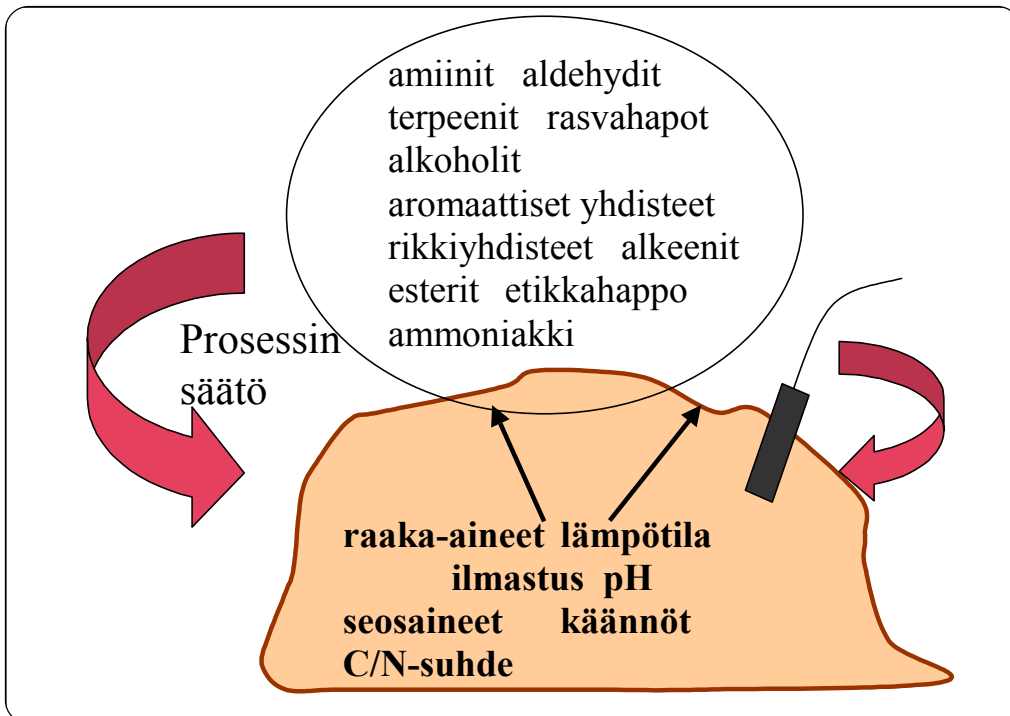 amiinit aldehydit
terpeenit rasvahapot
alkoholit
aromaattiset yhdisteet
rikkiyhdisteet alkeenit
esterit etikkahappo
ammoniakki
Prosessin
säätö
raaka-aineet lämpötila
ilmastus pH
seosaineet käännöt
C/N-suhde